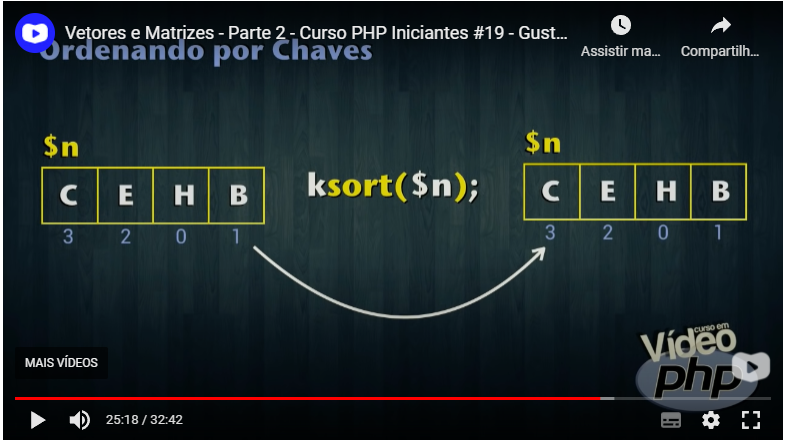 Vetores e Matrizes - Parte 2 - Curso PHP Iniciantes #19 - Gust...
Assistir ma...
Compartilh...
Ordenando por Chaves
$n
C E H B
3 2 0 1
ksort($n);
$n
C E H B
3 2 0 1
curso em
Vídeo
php
MAIS VÍDEOS
25:18 / 32:42